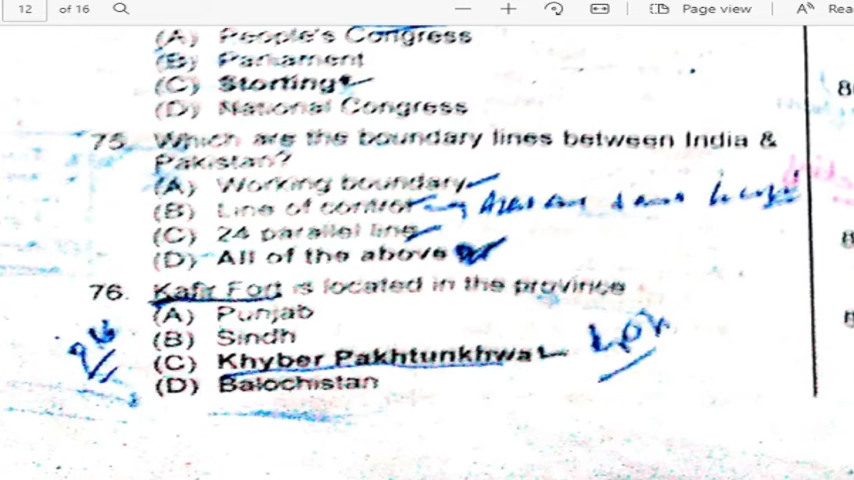 12 of 16 Page view A Rea
(A) People's Congress
(B) Parliament
(C) Storting
(D) National Congress
75. Which are the boundary lines between India &
Pakistan?
(A) Working boundary
(B) Line of control
(C) 24 parallel line
(D) All of the above
76. Kafir Fort is located in the province
(A) Punjab
(B) Sindh
(C) Khyber Pakhtunkhwa
(D) Balochistan